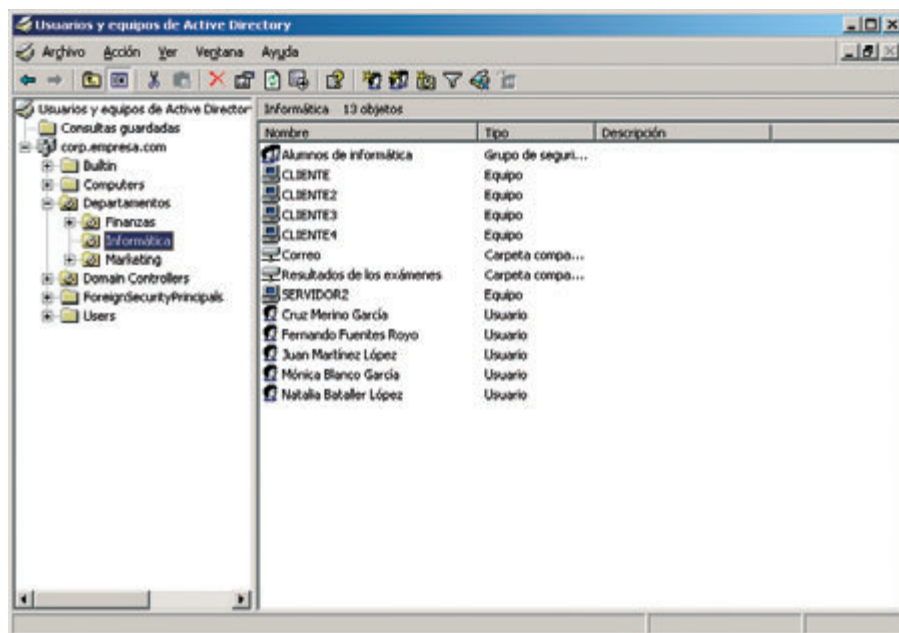 Usuarios y equipos de Active Directory
Archivo Acción Ver Ventana Ayuda
Usuarios y equipos de Active Director
Consultas guardadas
corp.empresa.com
Builtin
Computers
Departamentos
Finanzas
Informática
Marketing
Domain Controllers
ForeignSecurityPrincipals
Users
Informática 13 objetos
Nombre Tipo Descripción
Alumnos de informática Grupo de seguri...
CLIENTE Equipo
CLIENTE2 Equipo
CLIENTE3 Equipo
CLIENTE4 Equipo
Correo Carpeta compa...
Resultados de los exámenes Carpeta compa...
SERVIDOR2 Equipo
Cruz Merino García Usuario
Fernando Fuentes Royo Usuario
Juan Martínez López Usuario
Mónica Blanco García Usuario
Natalia Bataller López Usuario